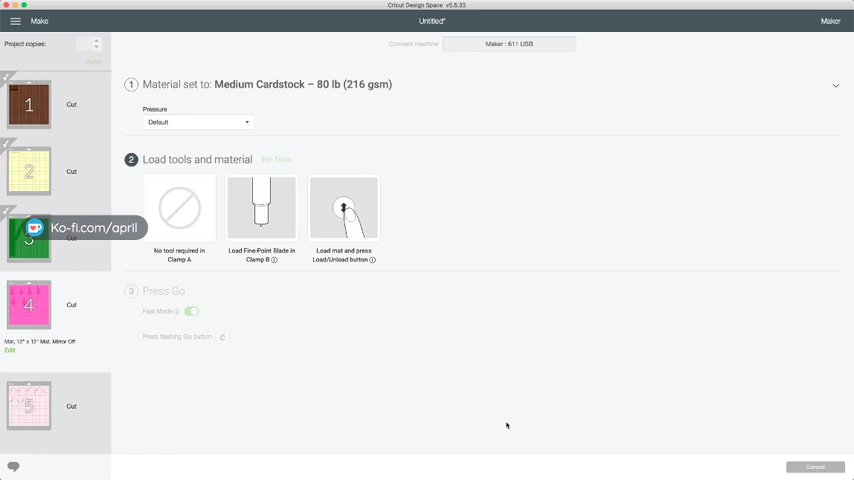 Cricut Design Space v5.5.33
Make
Untitled*
Maker
Project copies:
Apply
Connect machine
Maker : 611 USB
1 Material set to: Medium Cardstock – 80 lb (216 gsm)
Pressure
Default
2 Load tools and material Edit Tools
No tool required in
Clamp A
Load Fine-Point Blade in
Clamp B
Load mat and press
Load/Unload button
3 Press Go
Fast Mode
Press flashing Go button.
1
Cut
2
Cut
3
Cut
Ko-fi.com/april
4
Cut
Mat, 12" x 12" Mat, Mirror Off
Edit
5
Cut
Cancel